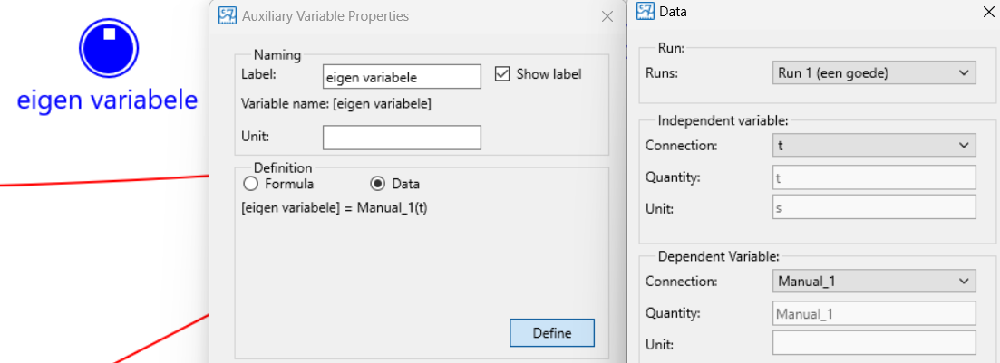 eigen variabele
Auxiliary Variable Properties
Naming
Label:
eigen variabele
Show label
Variable name: [eigen variabele]
Unit:
Definition
Formula
Data
[eigen variabele] = Manual_1(t)
Define
Data
Run:
Runs:
Run 1 (een goede)
Independent variable:
Connection:
t
Quantity:
t
Unit:
s
Dependent Variable:
Connection:
Manual_1
Quantity:
Manual_1
Unit: